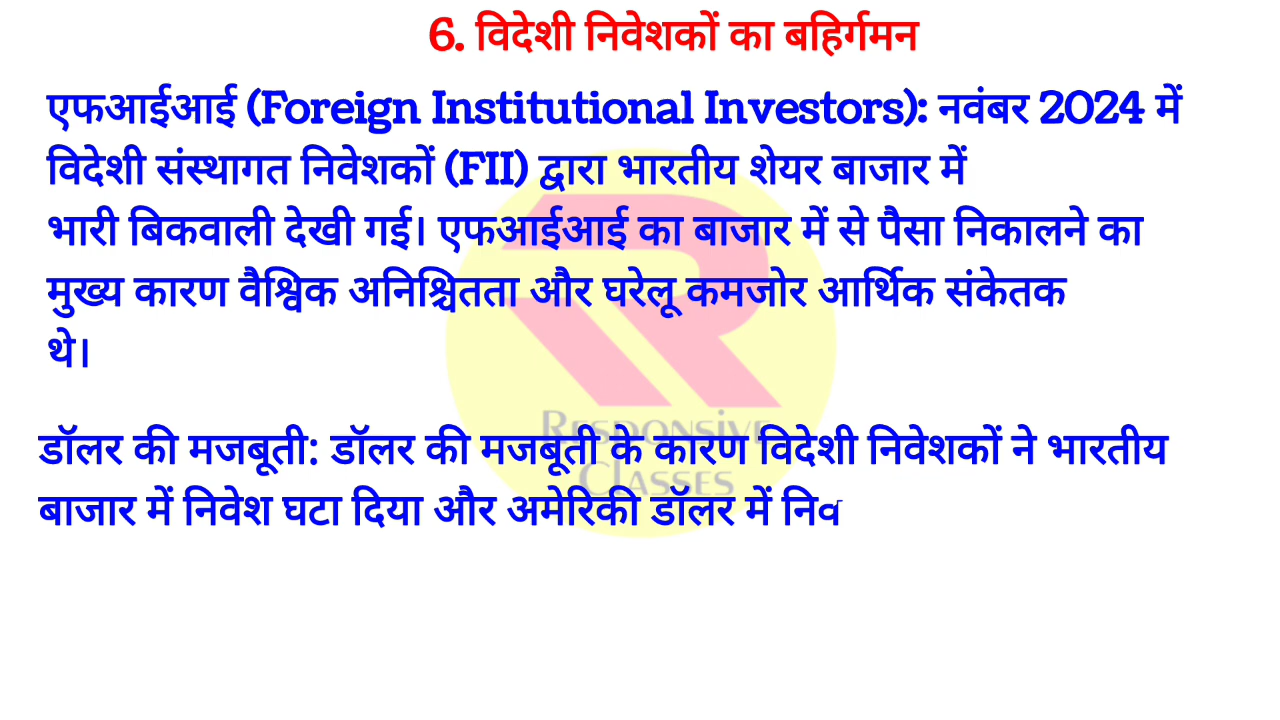 6. विदेशी निवेशकों का बहिर्गमन
एफआईआई (Foreign Institutional Investors): नवंबर 2024 में
विदेशी संस्थागत निवेशकों (FII) द्वारा भारतीय शेयर बाजार में
भारी बिकवाली देखी गई। एफआईआई का बाजार में से पैसा निकालने का
मुख्य कारण वैश्विक अनिश्चितता और घरेलू कमजोर आर्थिक संकेतक
थे।
RESPONSIVE
CLASSES
डॉलर की मजबूती: डॉलर की मजबूती के कारण विदेशी निवेशकों ने भारतीय
बाजार में निवेश घटा दिया और अमेरिकी डॉलर में